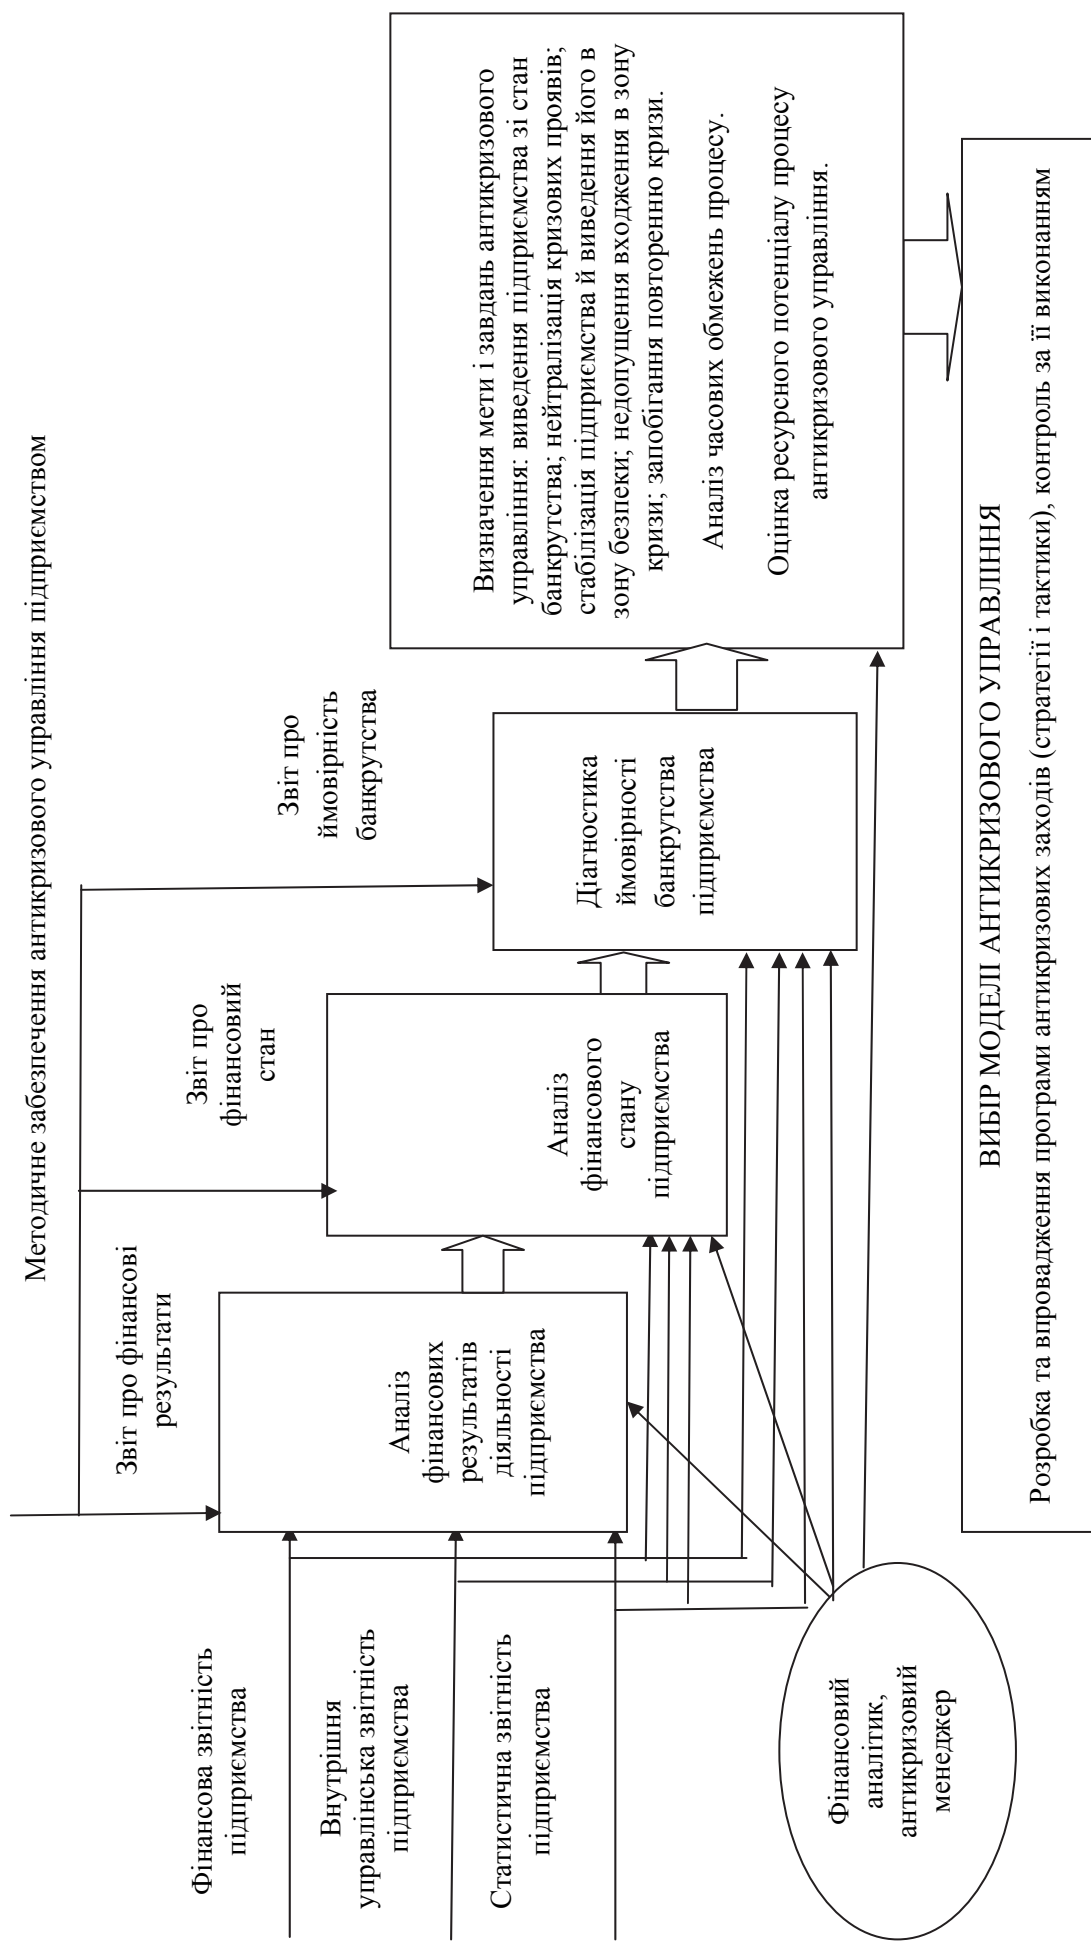 Методичне забезпечення антикризового управління підприємством
Звіт про фінансові
результати
Звіт про
фінансовий
стан
Звіт про
ймовірність
банкрутства
Фінансова звітність
підприємства
Внутрішня
управлінська звітність
підприємства
Статистична звітність
підприємства
Фінансовий
аналітик,
антикризовий
менеджер
Аналіз
фінансових
результатів
діяльності
підприємства
Аналіз
фінансового
стану
підприємства
Діагностика
ймовірності
банкрутства
підприємства
Визначення мети і завдань антикризового
управління: виведення підприємства зі стан
банкрутства; нейтралізація кризових проявів;
стабілізація підприємства й виведення його в
зону безпеки; недопущення входження в зону
кризи; запобігання повторенню кризи.
Аналіз часових обмежень процесу.
Оцінка ресурсного потенціалу процесу
антикризового управління.
ВИБІР МОДЕЛІ АНТИКРИЗОВОГО УПРАВЛІННЯ
Розробка та впровадження програми антикризових заходів (стратегії і тактики), контроль за її виконанням